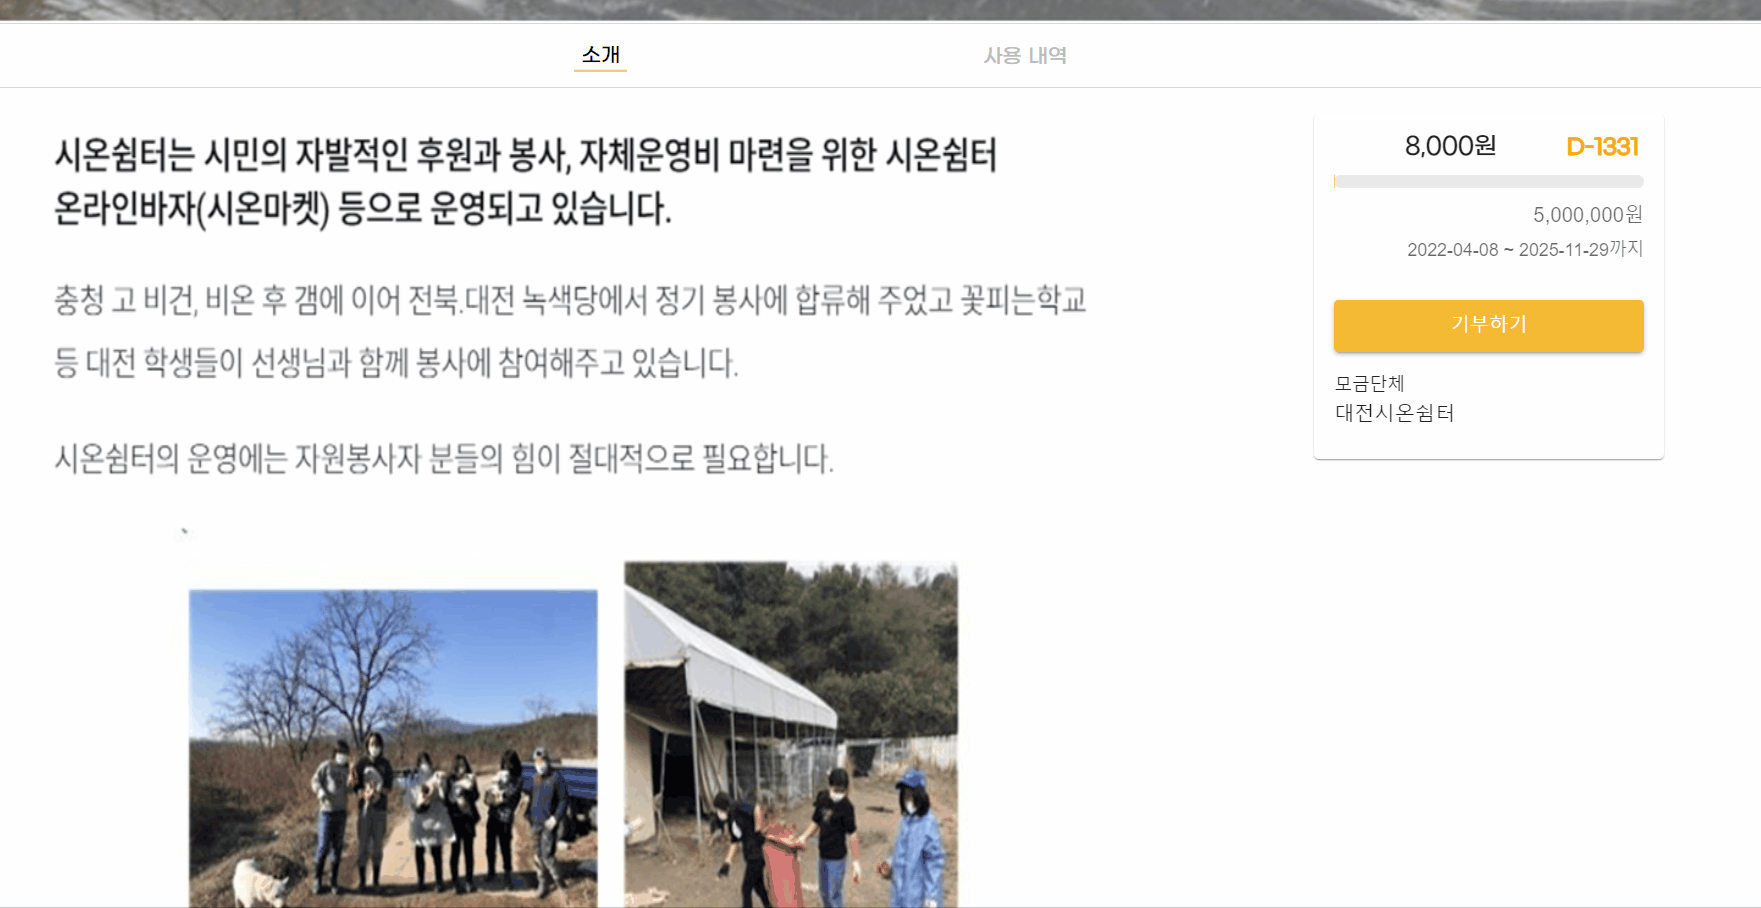 소개
사용 내역
시온쉼터는 시민의 자발적인 후원과 봉사, 자체운영비 마련을 위한 시온쉼터
온라인바자(시온마켓) 등으로 운영되고 있습니다.
충청 고 비건, 비온 후 갬에 이어 전북.대전 녹색당에서 정기 봉사에 합류해 주었고 꽃피는학교
등 대전 학생들이 선생님과 함께 봉사에 참여해주고 있습니다.
시온쉼터의 운영에는 자원봉사자 분들의 힘이 절대적으로 필요합니다.
8,000원 D-1331
5,000,000원
2022-04-08 ~ 2025-11-29까지
기부하기
모금단체
대전시온쉼터